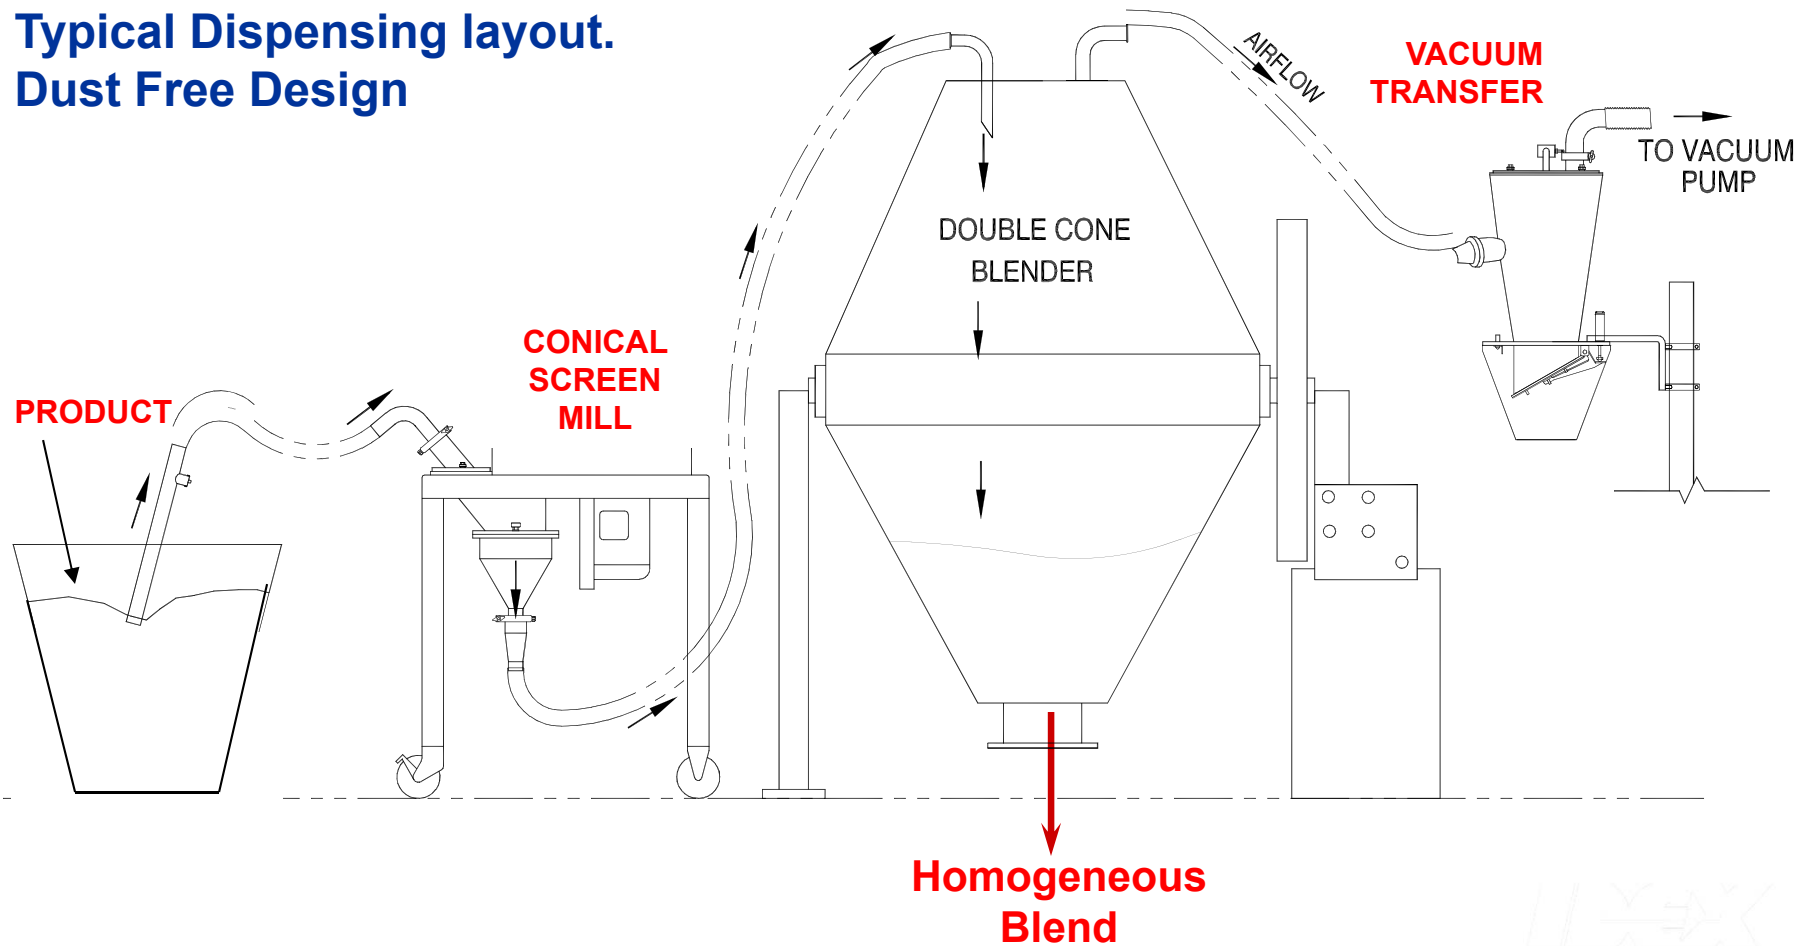 Typical Dispensing layout.
Dust Free Design
AIRFLOW
VACUUM
TRANSFER
TO VACUUM
PUMP
DOUBLE CONE
BLENDER
CONICAL
SCREEN
MILL
PRODUCT
Homogeneous
Blend